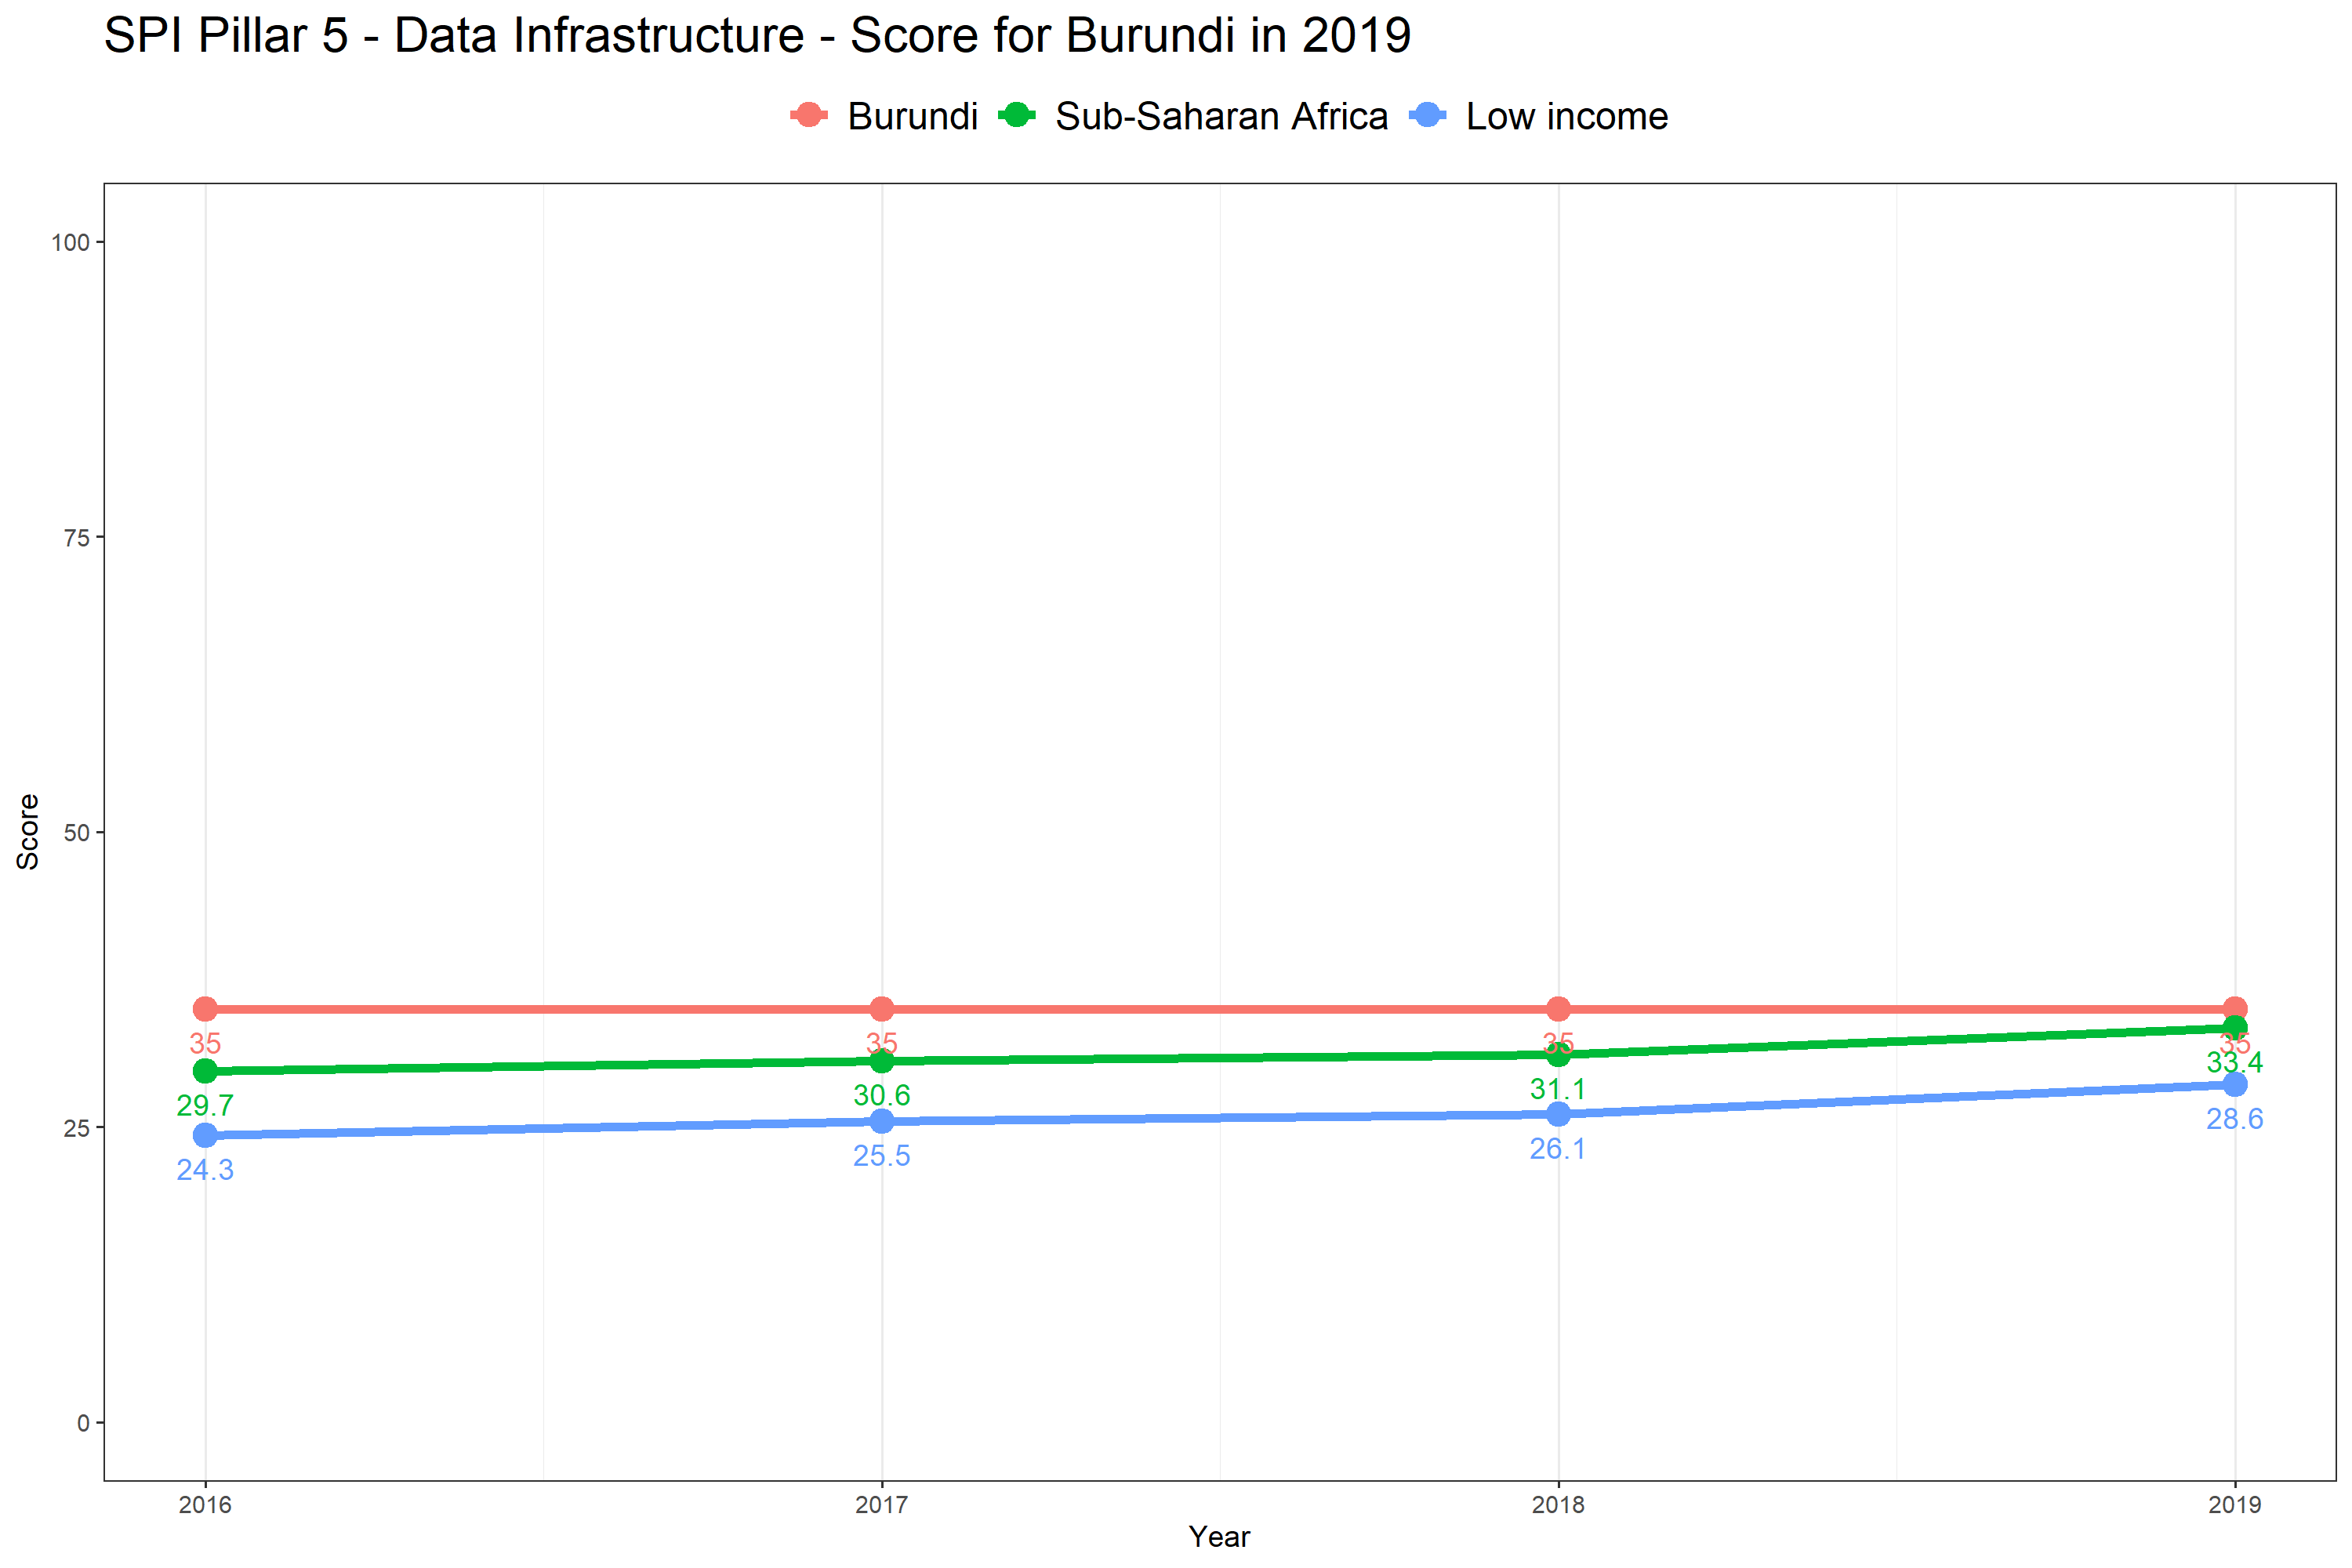 SPI Pillar 5 - Data Infrastructure - Score for Burundi in 2019
Burundi Sub-Saharan Africa Low income
100
75
50
25
0
Score
35 35 35 35
29.7 30.6 31.1 33.4
24.3 25.5 26.1 28.6
2016 2017 2018 2019
Year